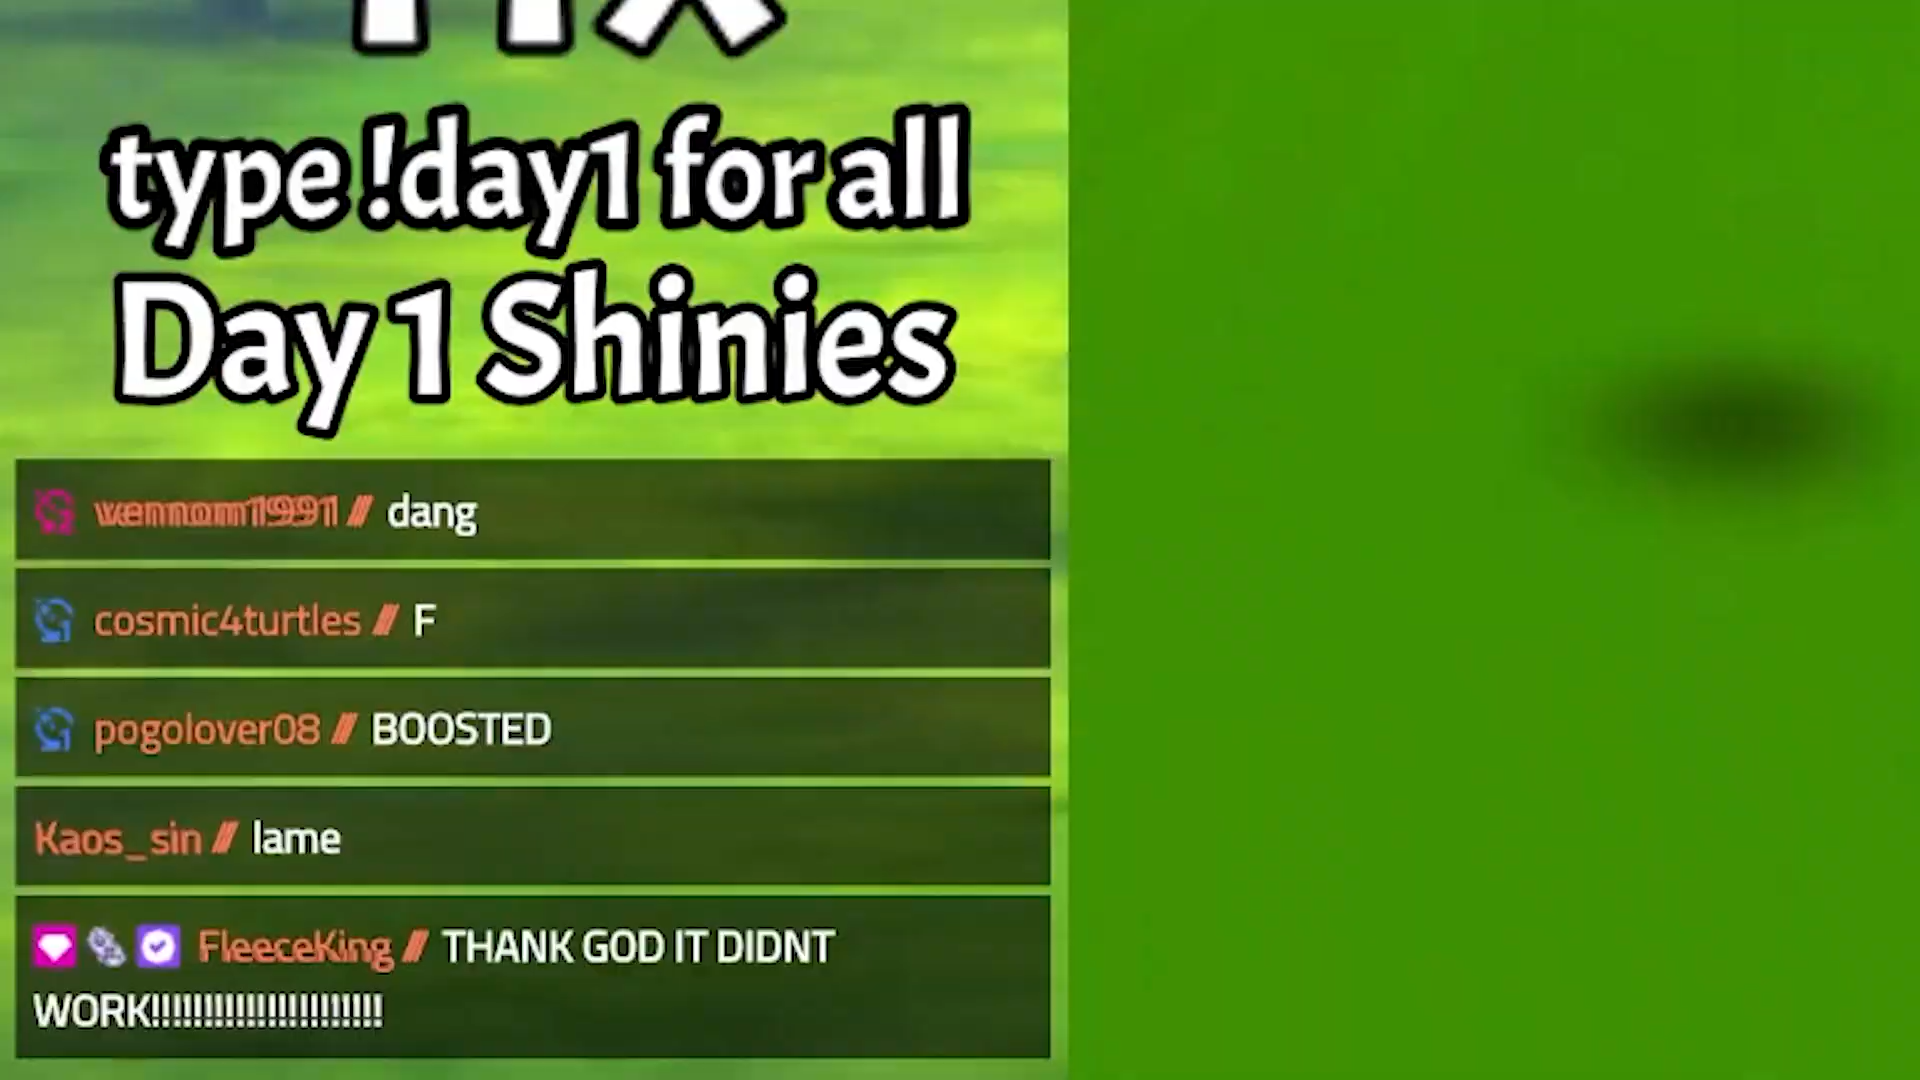 type !day1 for all
Day 1 Shinies
wennom1991 /// dang
cosmic4turtles /// F
pogolover08 /// BOOSTED
Kaos_sin /// lame
FleeceKing /// THANK GOD IT DIDNT
WORK!!!!!!!!!!!!!!!!!!!!!!